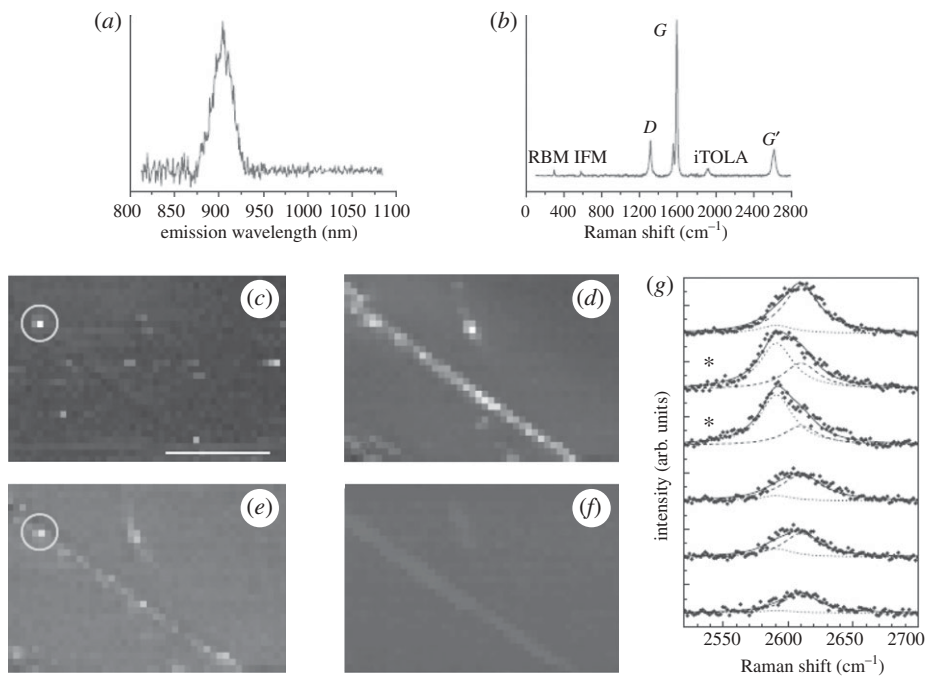 (a)
800 850 900 950 1000 1050 1100
emission wavelength (nm)
(b)
G
D
G′
RBM IFM
iTOLA
0 400 800 1200 1600 2000 2400 2800
Raman shift (cm−1)
(c)
(d)
(e)
(f)
(g)
*
*
intensity (arb. units)
2550 2600 2650 2700
Raman shift (cm−1)